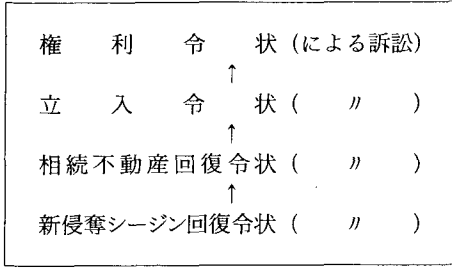 権利令状(による訴訟)
↑
立入令状(〃)
↑
相続不動産回復令状(〃)
↑
新侵奪シージン回復令状(〃)